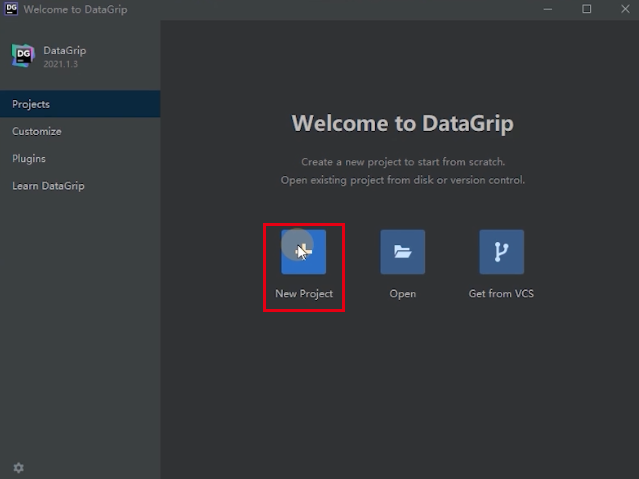 DG Welcome to DataGrip
DG
DataGrip
2021.1.3
Projects
Customize
Plugins
Learn DataGrip
Welcome to DataGrip
Create a new project to start from scratch.
Open existing project from disk or version control.
New Project
Open
Get from VCS